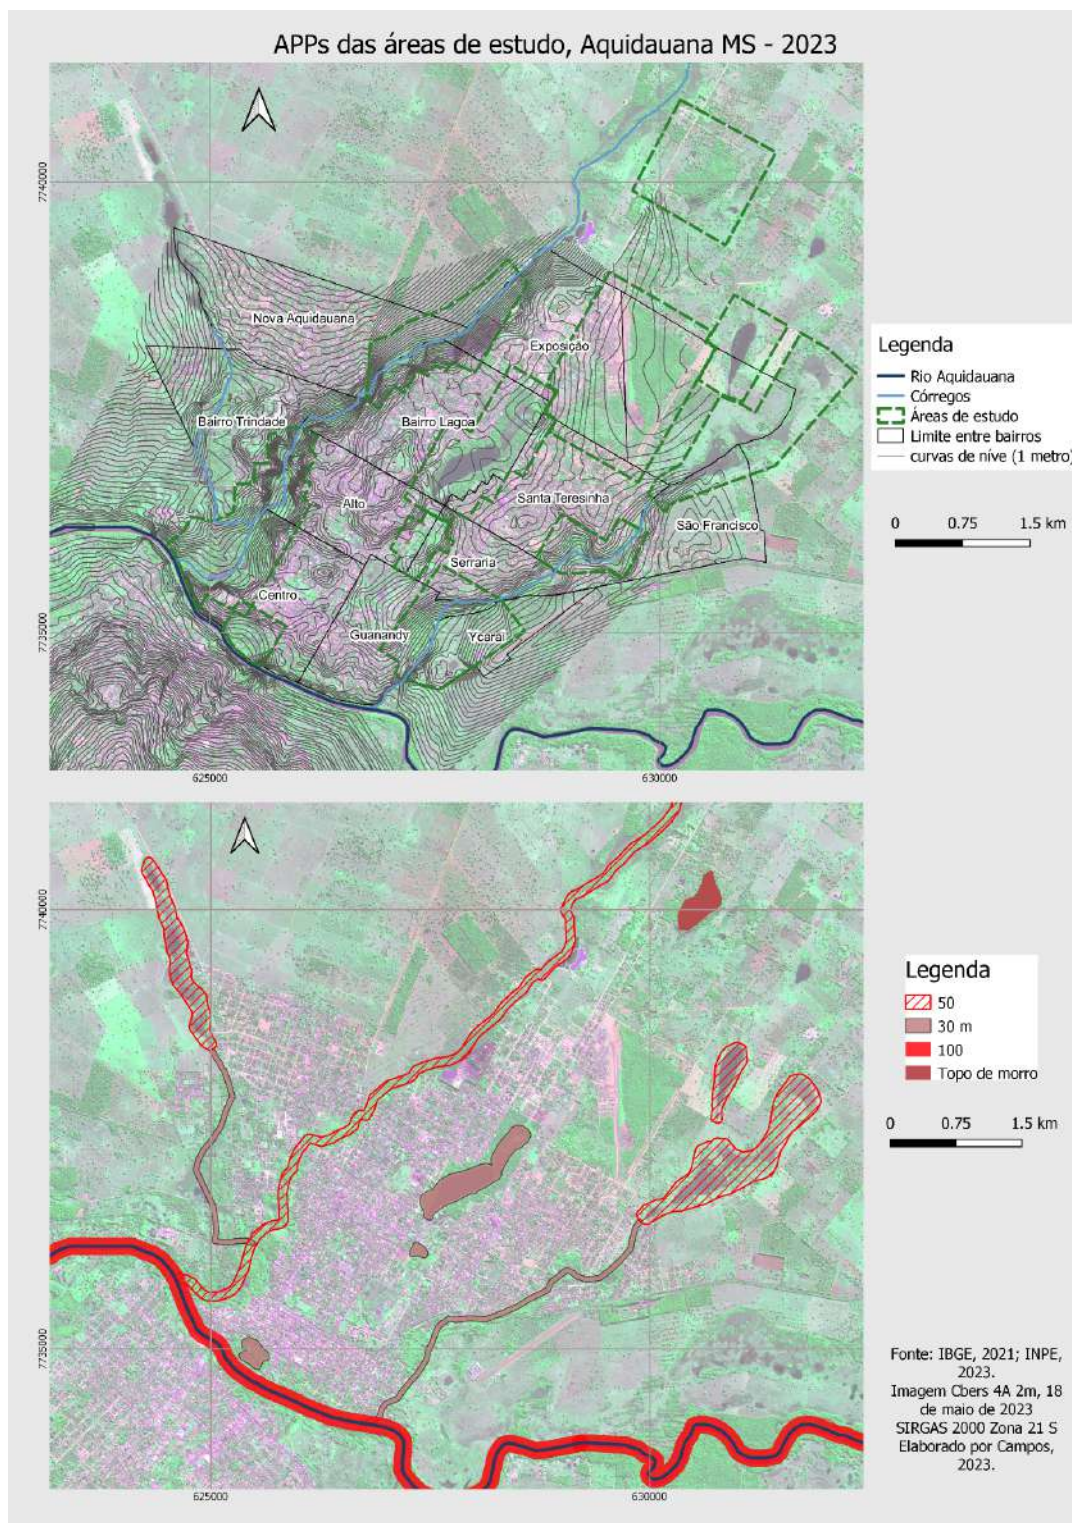 APPs das áreas de estudo, Aquidauana MS - 2023
7740000
Nova Aquidauana
Exposição
Bairro Trindade
Bairro Lagoa
Alto
Santa Teresinha
São Francisco
Serraria
Centro
Guanandy
Ycaraí
7735000
625000
630000
Legenda
Rio Aquidauana
Córregos
Áreas de estudo
Limite entre bairros
curvas de níve (1 metro)
0 0.75 1.5 km
7740000
7735000
625000
630000
Legenda
50
30 m
100
Topo de morro
0 0.75 1.5 km
Fonte: IBGE, 2021; INPE,
2023.
Imagem Cbers 4A 2m, 18
de maio de 2023
SIRGAS 2000 Zona 21 S
Elaborado por Campos,
2023.